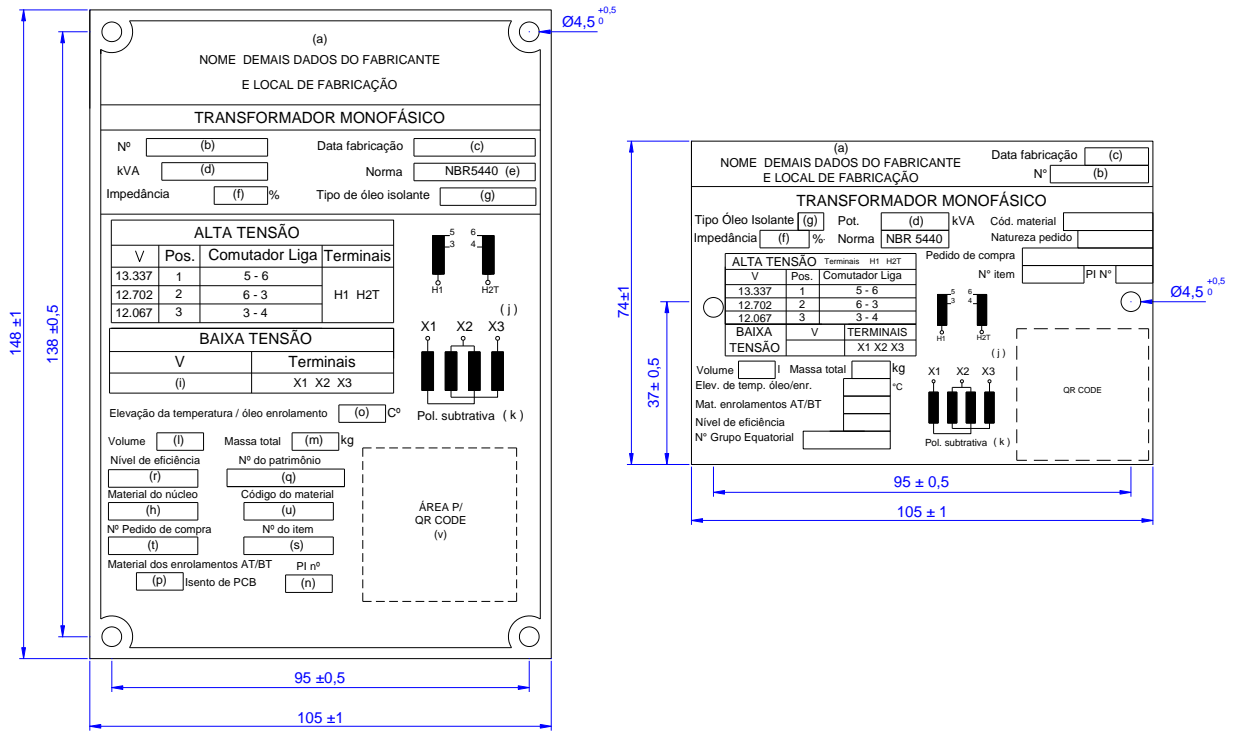 148 ±1
138 ±0,5
Ø4,5 +0,5 0
(a)
NOME DEMAIS DADOS DO FABRICANTE
E LOCAL DE FABRICAÇÃO
TRANSFORMADOR MONOFÁSICO
Nº (b) Data fabricação (c)
kVA (d) Norma NBR5440 (e)
Impedância (f) % Tipo de óleo isolante (g)
ALTA TENSÃO
V Pos. Comutador Liga Terminais
13.337 1 5 - 6
12.702 2 6 - 3 H1 H2T
12.067 3 3 - 4
5 6
3 4
H1 H2T
( j )
BAIXA TENSÃO
V Terminais
(i) X1 X2 X3
X1 X2 X3
Pol. subtrativa ( k )
Elevação da temperatura / óleo enrolamento (o) Cº
Volume (l) Massa total (m) kg
Nível de eficiência Nº do patrimônio
(r) (q)
Material do núcleo Código do material
(h) (u)
Nº Pedido de compra Nº do item
(t) (s)
Material dos enrolamentos AT/BT PI nº
(p) Isento de PCB (n)
ÁREA P/
QR CODE
(v)
95 ±0,5
105 ±1
74±1
37± 0,5
Ø4,5 +0,5 0
(a)
NOME DEMAIS DADOS DO FABRICANTE
E LOCAL DE FABRICAÇÃO
Data fabricação (c)
N° (b)
TRANSFORMADOR MONOFÁSICO
Tipo Óleo Isolante (g) Pot. (d) kVA Cód. material
Impedância (f) %. Norma NBR 5440 Natureza pedido
Pedido de compra
N° item PI N°
ALTA TENSÃO Terminais H1 H2T
V Pos. Comutador Liga
13.337 1 5 - 6
12.702 2 6 - 3
12.067 3 3 - 4
BAIXA V TERMINAIS
TENSÃO X1 X2 X3
5 6
3 4
H1 H2T
( j )
Volume l Massa total kg
Elev. de temp. óleo/enr. °C
Mat. enrolamentos AT/BT
Nível de eficiência
N° Grupo Equatorial
X1 X2 X3
Pol. subtrativa ( k )
QR CODE
95 ± 0,5
105 ± 1